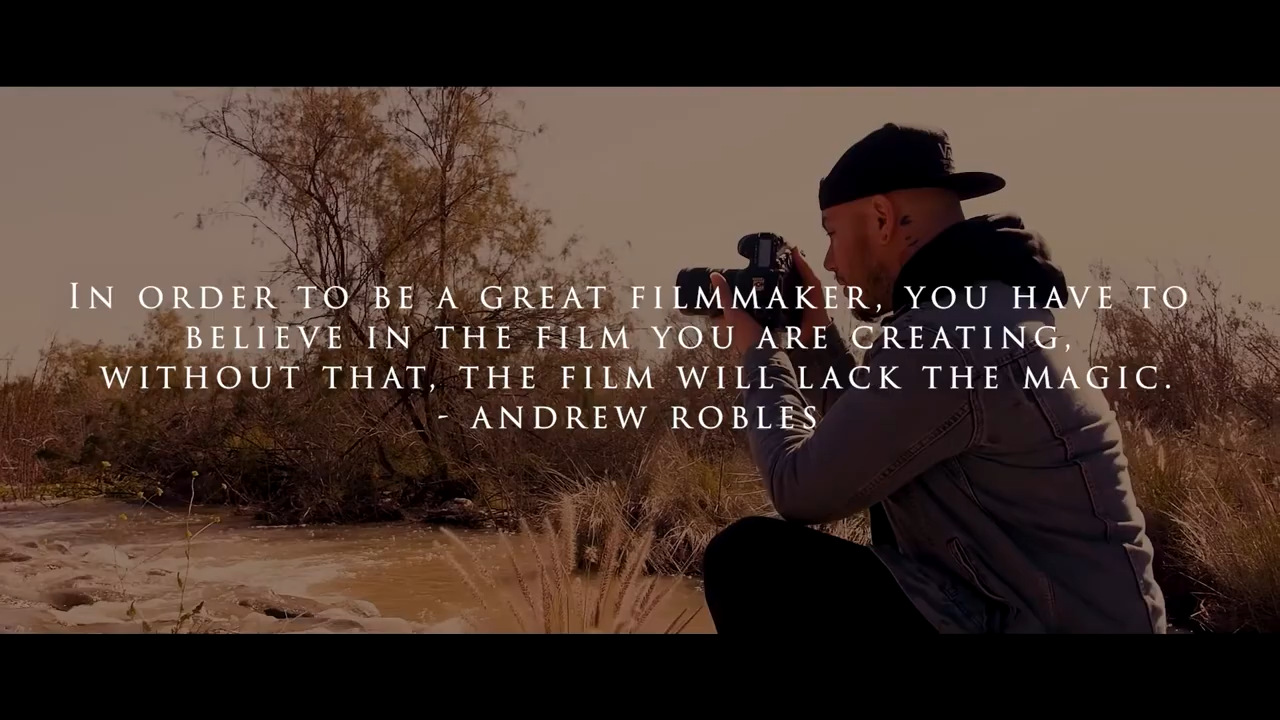 In order to be a great filmmaker, you have to
believe in the film you are creating,
without that, the film will lack the magic.
- Andrew Robles